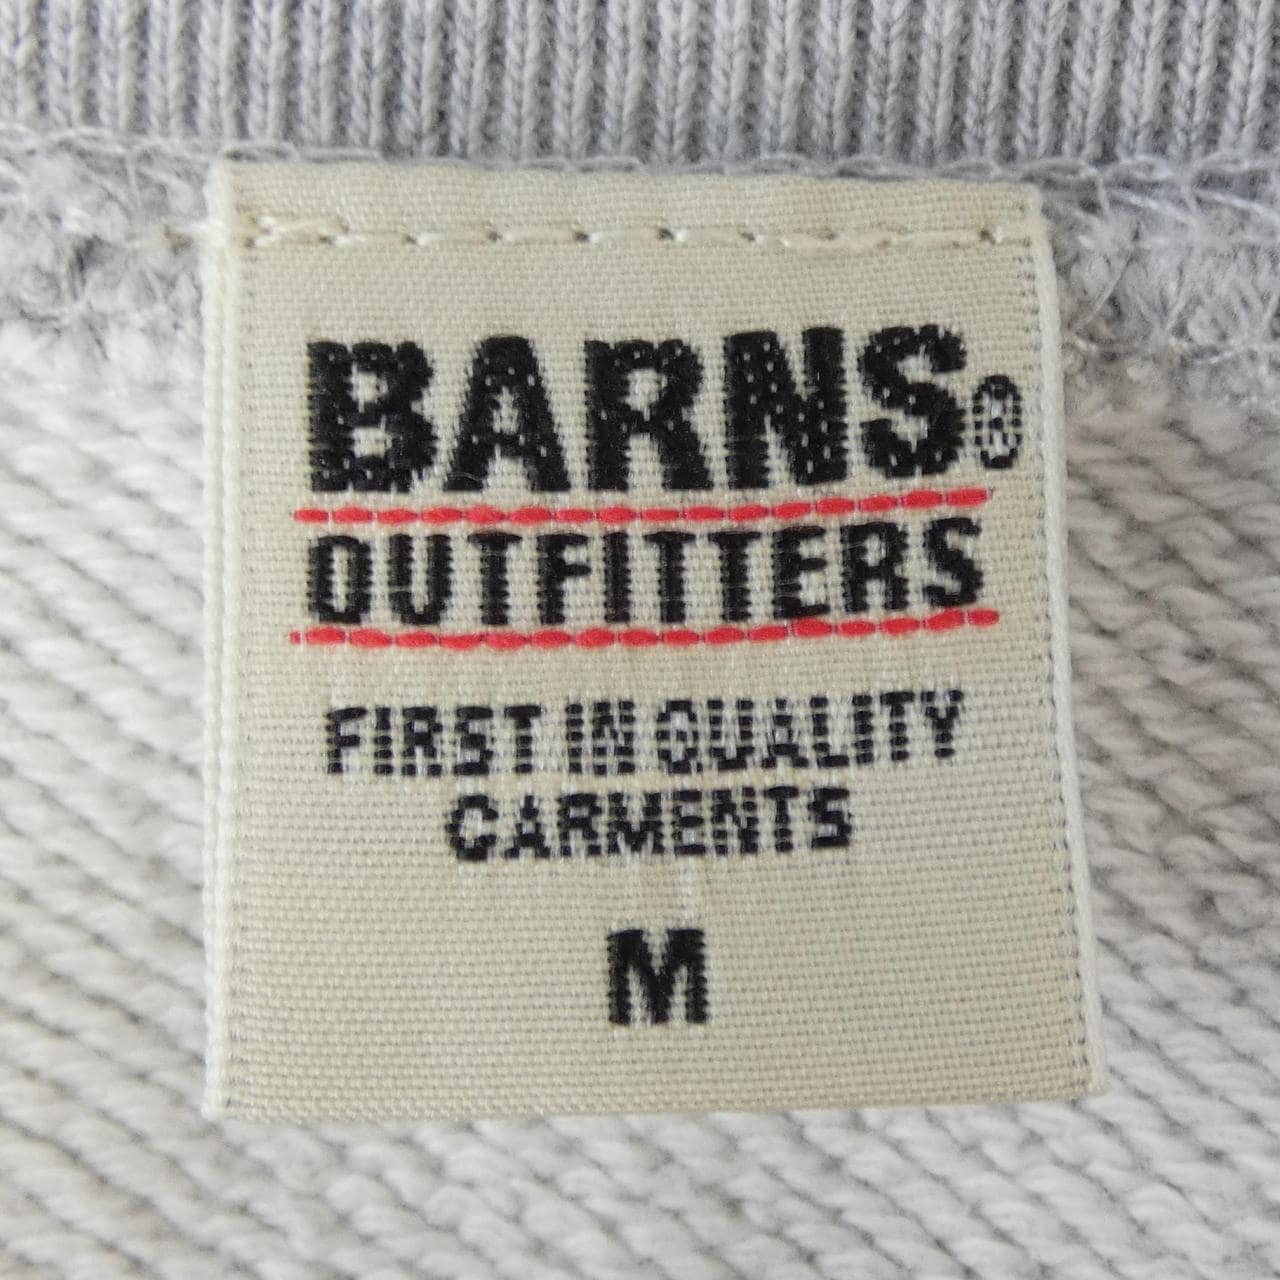 BARNS®
OUTFITTERS
FIRST IN QUALITY
GARMENTS
M